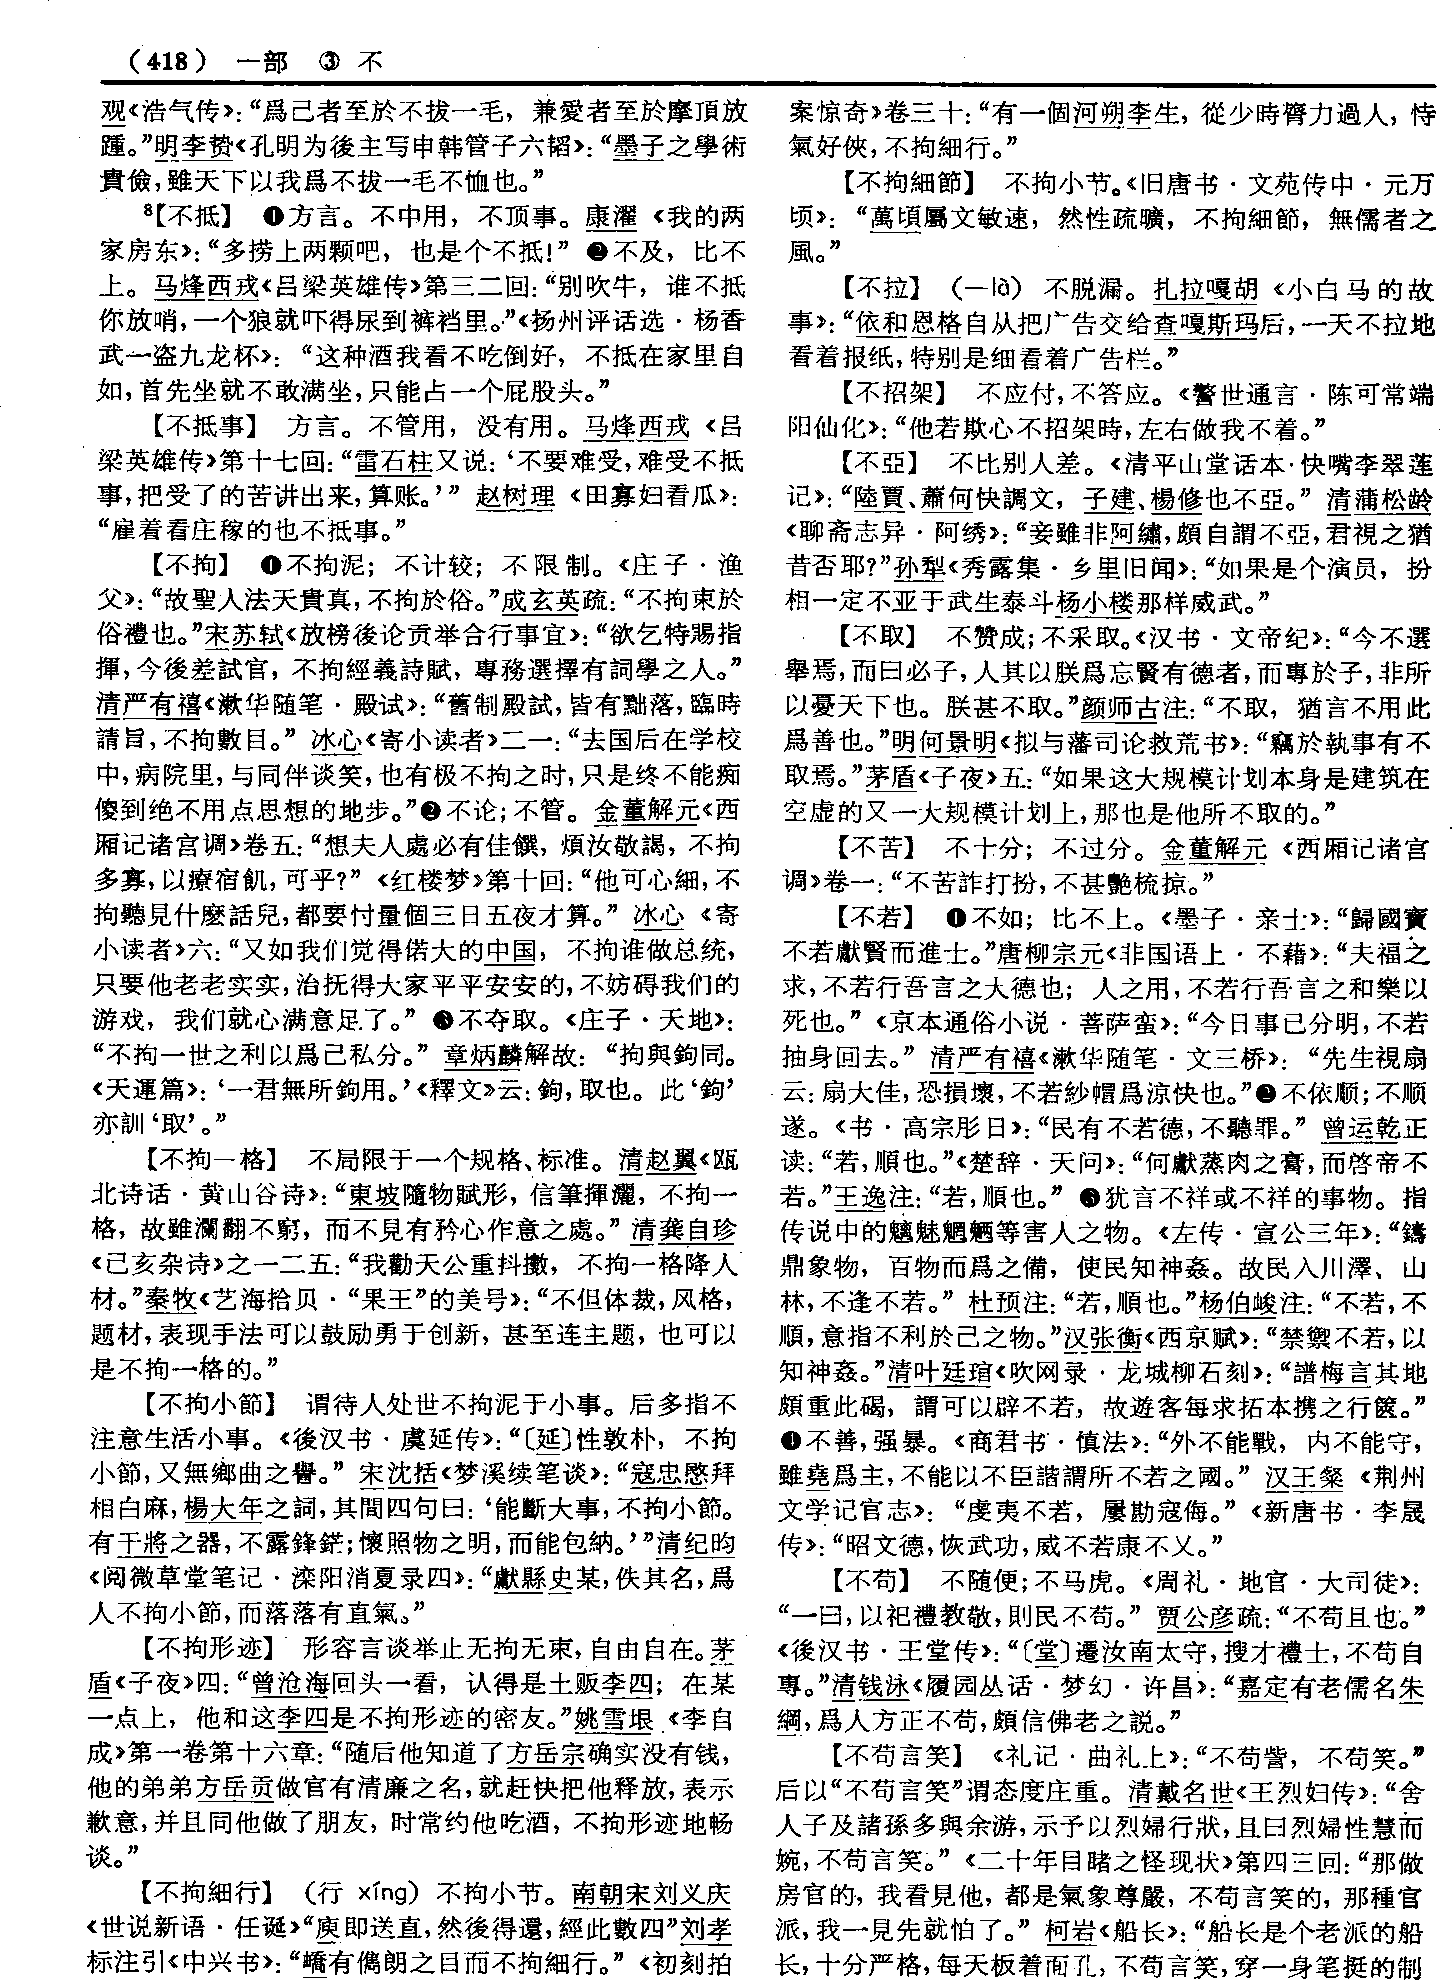 （418） 一部 ③ 不
观《浩气传》：“爲己者至於不拔一毛，兼愛者至於摩頂放
踵。”明李贽《孔明为後主写申韩管子六韬》：“墨子之學術
貴儉，雖天下以我爲不拔一毛不恤也。”
⁸【不抵】 ❶方言。不中用，不顶事。康濯《我的两
家房东》：“多捞上两颗吧，也是个不抵！” ❷不及，比不
上。马烽西戎《吕梁英雄传》第三二回：“别吹牛，谁不抵
你放哨，一个狼就吓得尿到裤裆里。”《扬州评话选·杨香
武一盗九龙杯》：“这种酒我看不吃倒好，不抵在家里自
如，首先坐就不敢满坐，只能占一个屁股头。”
【不抵事】 方言。不管用，没有用。马烽西戎《吕
梁英雄传》第十七回：“雷石柱又说：‘不要难受，难受不抵
事，把受了的苦讲出来，算账。’” 赵树理《田寡妇看瓜》：
“雇着看庄稼的也不抵事。”
【不拘】 ❶不拘泥；不计较；不限制。《庄子·渔
父》：“故聖人法天貴真，不拘於俗。”成玄英疏：“不拘束於
俗禮也。”宋苏轼《放榜後论贡举合行事宜》：“欲乞特賜指
揮，今後差試官，不拘經義詩賦，專務選擇有詞學之人。”
清严有禧《漱华随笔·殿试》：“舊制殿試，皆有黜落，臨時
請旨，不拘數目。” 冰心《寄小读者》二一：“去国后在学校
中，病院里，与同伴谈笑，也有极不拘之时，只是终不能痴
傻到绝不用点思想的地步。”❷不论；不管。金董解元《西
厢记诸宫调》卷五：“想夫人處必有佳饌，煩汝敬謁，不拘
多寡，以療宿飢，可乎？” 《红楼梦》第十回：“他可心細，不
拘聽見什麽話兒，都要忖量個三日五夜才算。” 冰心《寄
小读者》六：“又如我们觉得偌大的中国，不拘谁做总统，
只要他老老实实，治抚得大家平平安安的，不妨碍我们的
游戏，我们就心满意足了。” ❸不夺取。《庄子·天地》：
“不拘一世之利以爲己私分。” 章炳麟解故：“拘與鉤同。
《天運篇》：‘一君無所鉤用。’《釋文》云：鉤，取也。此‘鉤’
亦訓‘取’。”
【不拘一格】 不局限于一个规格、标准。清赵翼《瓯
北诗话·黄山谷诗》：“東坡隨物賦形，信筆揮灑，不拘一
格，故雖瀾翻不窮，而不見有矜心作意之處。” 清龚自珍
《己亥杂诗》之一二五：“我勸天公重抖擻，不拘一格降人
材。”秦牧《艺海拾贝·“果王”的美号》：“不但体裁，风格，
题材，表现手法可以鼓励勇于创新，甚至连主题，也可以
是不拘一格的。”
【不拘小節】 谓待人处世不拘泥于小事。后多指不
注意生活小事。《後汉书·虞延传》：“〔延〕性敦朴，不拘
小節，又無鄉曲之譽。” 宋沈括《梦溪续笔谈》：“寇忠愍拜
相白麻，楊大年之詞，其間四句曰：‘能斷大事，不拘小節。
有干將之器，不露鋒鋩；懷照物之明，而能包納。’”清纪昀
《阅微草堂笔记·滦阳消夏录四》：“獻縣史某，佚其名，爲
人不拘小節，而落落有直氣。”
【不拘形迹】 形容言谈举止无拘无束，自由自在。茅
盾《子夜》四：“曾沧海回头一看，认得是土贩李四；在某
一点上，他和这李四是不拘形迹的密友。”姚雪垠《李自
成》第一卷第十六章：“随后他知道了方岳宗确实没有钱，
他的弟弟方岳贡做官有清廉之名，就赶快把他释放，表示
歉意，并且同他做了朋友，时常约他吃酒，不拘形迹地畅
谈。”
【不拘細行】 （行 xíng）不拘小节。南朝宋刘义庆
《世说新语·任诞》“庾即送直，然後得還，經此數四”刘孝
标注引《中兴书》：“嶠有儁朗之目而不拘細行。” 《初刻拍
案惊奇》卷三十：“有一個河朔李生，從少時膂力過人，恃
氣好俠，不拘細行。”
【不拘細節】 不拘小节。《旧唐书·文苑传中·元万
顷》：“萬頃屬文敏速，然性疏曠，不拘細節，無儒者之
風。”
【不拉】 （—là） 不脱漏。扎拉嘎胡《小白马的故
事》：“依和恩格自从把广告交给查嘎斯玛后，一天不拉地
看着报纸，特别是细看着广告栏。”
【不招架】 不应付，不答应。《警世通言·陈可常端
阳仙化》：“他若欺心不招架時，左右做我不着。”
【不亞】 不比别人差。《清平山堂话本·快嘴李翠莲
记》：“陸賈、蕭何快調文，子建、楊修也不亞。” 清蒲松龄
《聊斋志异·阿绣》：“妾雖非阿繡，頗自謂不亞，君視之猶
昔否耶？”孙犁《秀露集·乡里旧闻》：“如果是个演员，扮
相一定不亚于武生泰斗杨小楼那样威武。”
【不取】 不赞成；不采取。《汉书·文帝纪》：“今不選
舉焉，而曰必子，人其以朕爲忘賢有德者，而專於子，非所
以憂天下也。朕甚不取。”颜师古注：“不取，猶言不用此
爲善也。”明何景明《拟与藩司论救荒书》：“竊於執事有不
取焉。”茅盾《子夜》五：“如果这大规模计划本身是建筑在
空虚的又一大规模计划上，那也是他所不取的。”
【不苦】 不十分；不过分。金董解元《西厢记诸宫
调》卷一：“不苦詐打扮，不甚艷梳掠。”
【不若】 ❶不如；比不上。《墨子·亲士》：“歸國寶
不若獻賢而進士。”唐柳宗元《非国语上·不藉》：“夫福之
求，不若行吾言之大德也；人之用，不若行吾言之和樂以
死也。” 《京本通俗小说·菩萨蛮》：“今日事已分明，不若
抽身回去。” 清严有禧《漱华随笔·文三桥》：“先生視扇
云：扇大佳，恐損壞，不若紗帽爲涼快也。”❷不依顺；不顺
遂。《书·高宗肜日》：“民有不若德，不聽罪。” 曾运乾正
读：“若，順也。”《楚辞·天问》：“何獻蒸肉之膏，而啓帝不
若。”王逸注：“若，順也。” ❸犹言不祥或不祥的事物。指
传说中的魑魅魍魉等害人之物。《左传·宣公三年》：“鑄
鼎象物，百物而爲之備，使民知神姦。故民入川澤、山
林，不逢不若。” 杜预注：“若，順也。”杨伯峻注：“不若，不
順，意指不利於己之物。”汉张衡《西京赋》：“禁禦不若，以
知神姦。”清叶廷琯《吹网录·龙城柳石刻》：“譜梅言其地
頗重此碣，謂可以辟不若，故遊客每求拓本携之行篋。”
❹不善，强暴。《商君书·慎法》：“外不能戰，内不能守，
雖堯爲主，不能以不臣諧謂所不若之國。” 汉王粲《荆州
文学记官志》：“虔夷不若，屢勘寇侮。” 《新唐书·李晟
传》：“昭文德，恢武功，威不若康不乂。”
【不苟】 不随便；不马虎。《周礼·地官·大司徒》：
“一曰，以祀禮教敬，則民不苟。” 贾公彦疏：“不苟且也。”
《後汉书·王堂传》：“〔堂〕遷汝南太守，搜才禮士，不苟自
專。”清钱泳《履园丛话·梦幻·许昌》：“嘉定有老儒名朱
綱，爲人方正不苟，頗信佛老之説。”
【不苟言笑】 《礼记·曲礼上》：“不苟訾，不苟笑。”
后以“不苟言笑”谓态度庄重。清戴名世《王烈妇传》：“舍
人子及諸孫多與余游，示予以烈婦行狀，且曰烈婦性慧而
婉，不苟言笑。” 《二十年目睹之怪现状》第四三回：“那做
房官的，我看見他，都是氣象尊嚴，不苟言笑的，那種官
派，我一見先就怕了。” 柯岩《船长》：“船长是个老派的船
长，十分严格，每天板着面孔，不苟言笑，穿一身笔挺的制